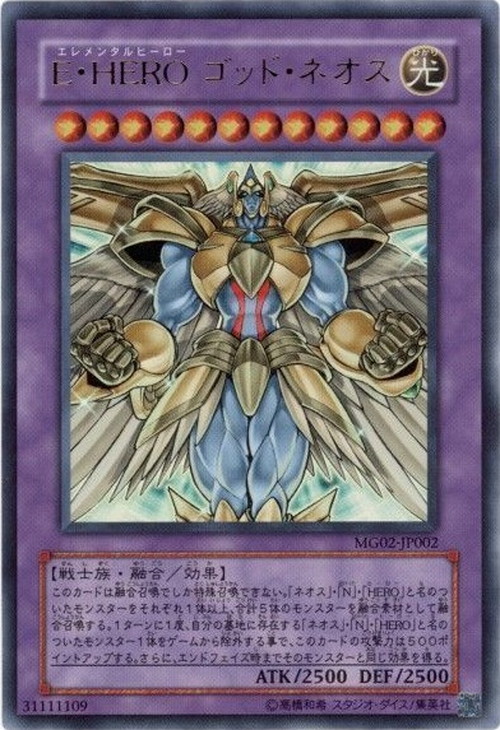 エレメンタルヒーロー
E・HERO ゴッド・ネオス
光
MG02-JP002
【戦士族・融合/効果】
このカードは融合召喚でしか特殊召喚できない。「ネオス」・「N」・「HERO」と名のつ
いたモンスターをそれぞれ1体以上、合計5体のモンスターを融合素材として融
合召喚する。1ターンに1度、自分の墓地に存在する「ネオス」・「N」・「HERO」と名
のついたモンスター1体をゲームから除外する事で、このカードの攻撃力は500ポ
イントアップする。さらに、エンドフェイズ時までそのモンスターと同じ効果を得る。
ATK/2500 DEF/2500
31111109
©高橋和希 スタジオ・ダイス/集英社